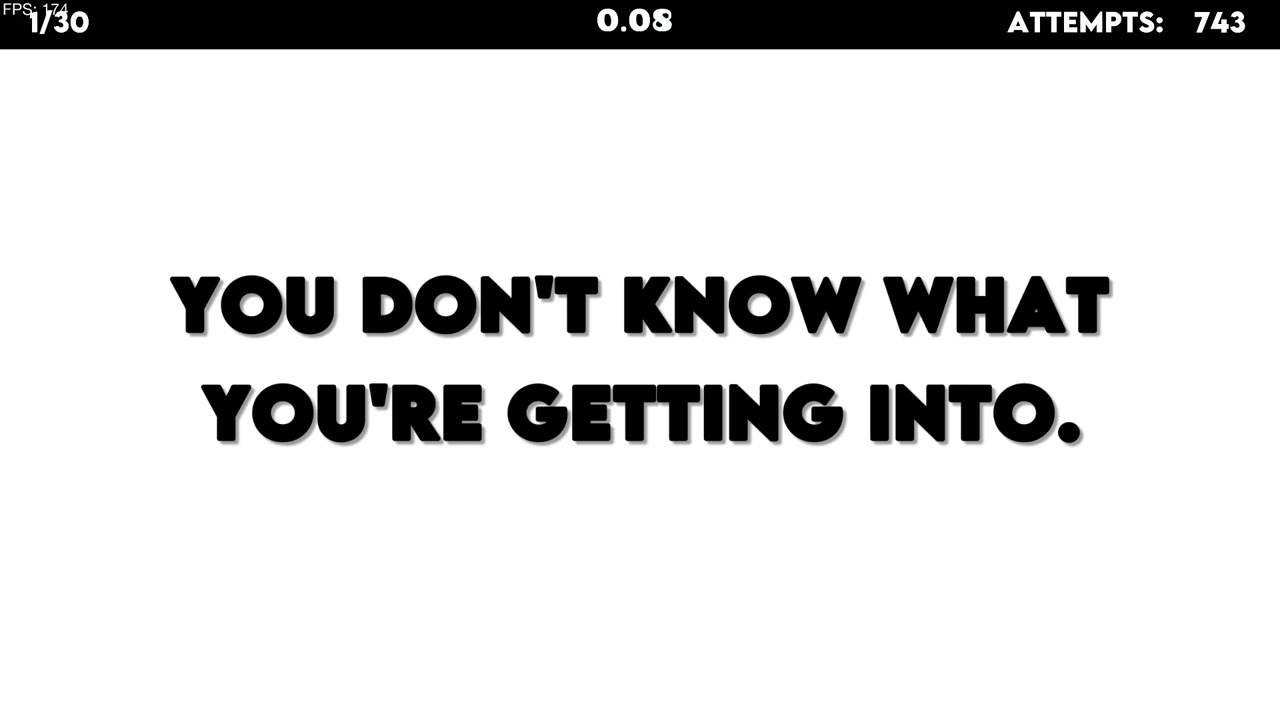 FPS: 174
1/30
0.08
ATTEMPTS: 743
YOU DON'T KNOW WHAT
YOU'RE GETTING INTO.